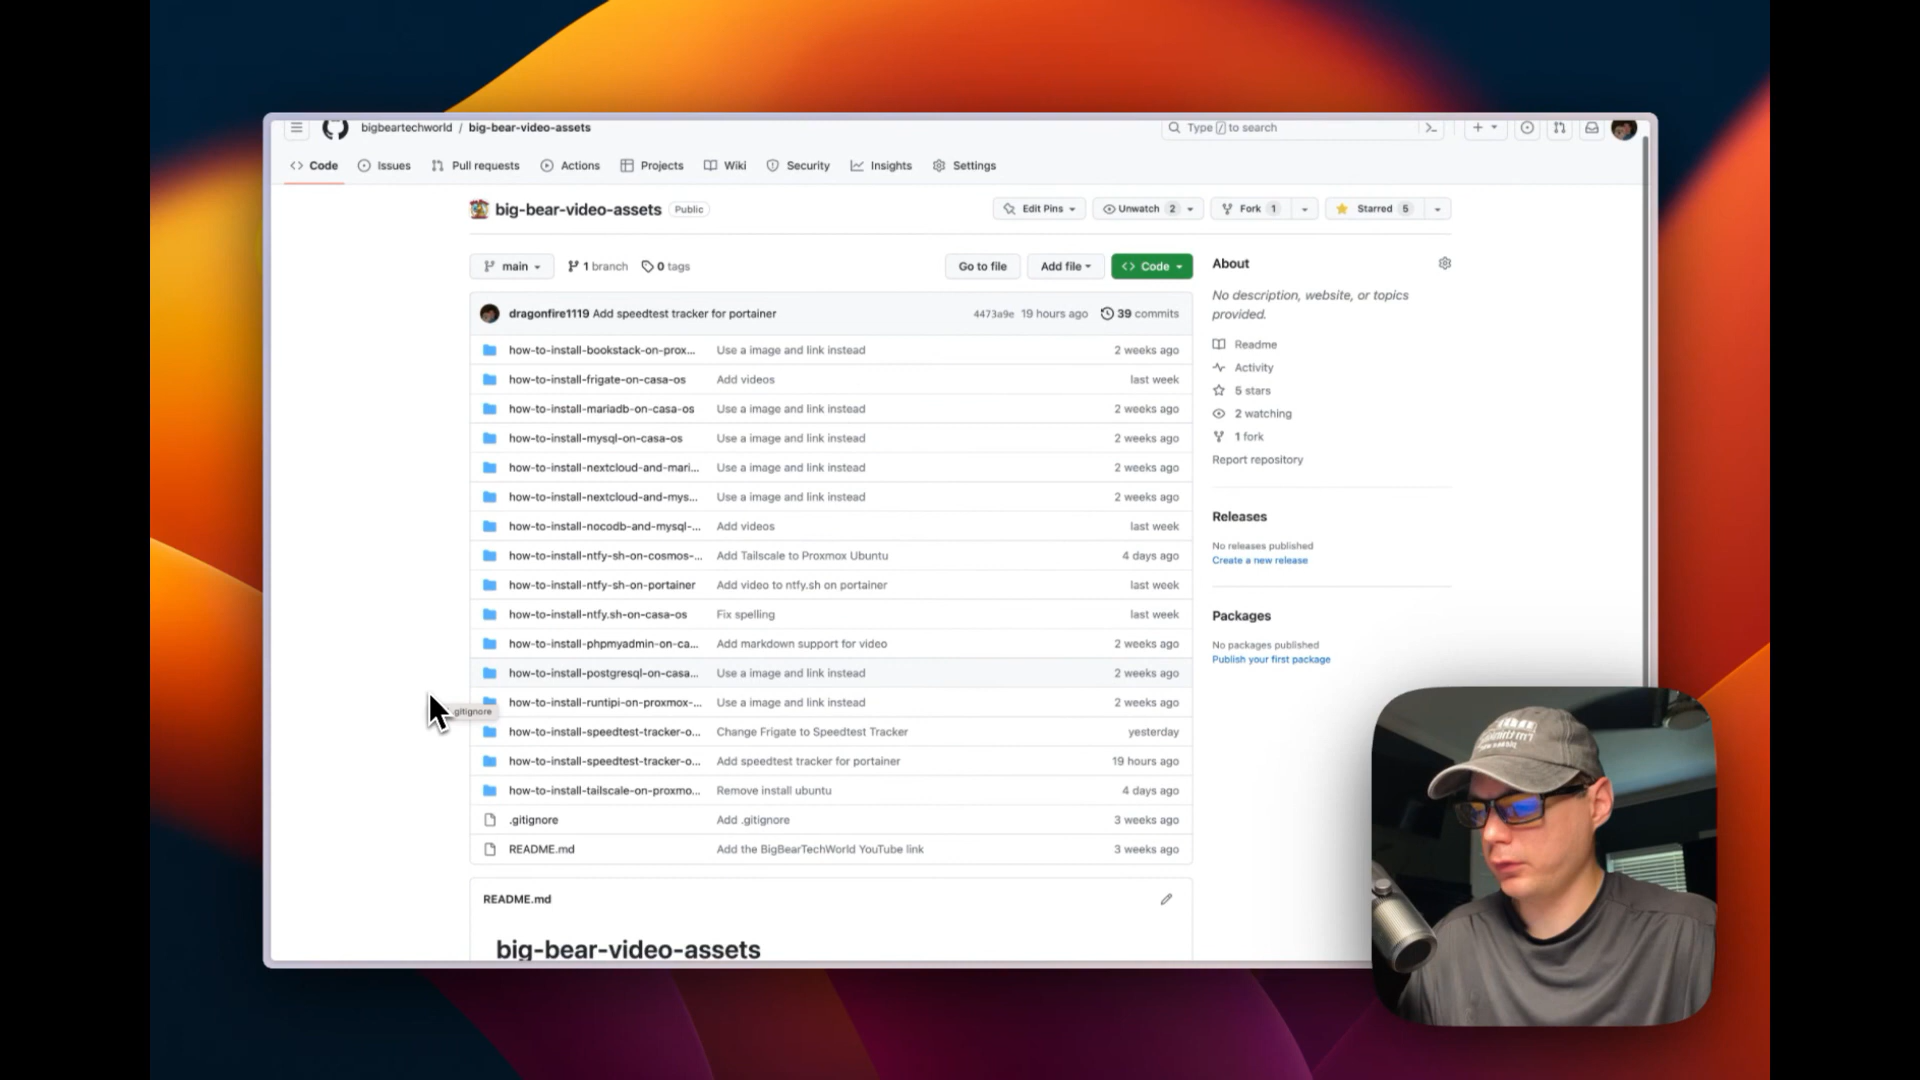 bigbeartechworld / big-bear-video-assets
Type / to search
Code Issues Pull requests Actions Projects Wiki Security Insights Settings
big-bear-video-assets Public
Edit Pins Unwatch 2 Fork 1 Starred 5
main 1 branch 0 tags
Go to file Add file Code
dragonfire1119 Add speedtest tracker for portainer 4473a9e 19 hours ago 39 commits
how-to-install-bookstack-on-prox... Use a image and link instead 2 weeks ago
how-to-install-frigate-on-casa-os Add videos last week
how-to-install-mariadb-on-casa-os Use a image and link instead 2 weeks ago
how-to-install-mysql-on-casa-os Use a image and link instead 2 weeks ago
how-to-install-nextcloud-and-mari... Use a image and link instead 2 weeks ago
how-to-install-nextcloud-and-mys... Use a image and link instead 2 weeks ago
how-to-install-nocodb-and-mysql-... Add videos last week
how-to-install-ntfy-sh-on-cosmos-... Add Tailscale to Proxmox Ubuntu 4 days ago
how-to-install-ntfy-sh-on-portainer Add video to ntfy.sh on portainer last week
how-to-install-ntfy.sh-on-casa-os Fix spelling last week
how-to-install-phpmyadmin-on-ca... Add markdown support for video 2 weeks ago
how-to-install-postgresql-on-casa... Use a image and link instead 2 weeks ago
how-to-install-runtipi-on-proxmox-... Use a image and link instead 2 weeks ago
.gitignore
how-to-install-speedtest-tracker-o... Change Frigate to Speedtest Tracker yesterday
how-to-install-speedtest-tracker-o... Add speedtest tracker for portainer 19 hours ago
how-to-install-tailscale-on-proxmo... Remove install ubuntu 4 days ago
.gitignore Add .gitignore 3 weeks ago
README.md Add the BigBearTechWorld YouTube link 3 weeks ago
README.md
big-bear-video-assets
About
No description, website, or topics
provided.
Readme
Activity
5 stars
2 watching
1 fork
Report repository
Releases
No releases published
Create a new release
Packages
No packages published
Publish your first package